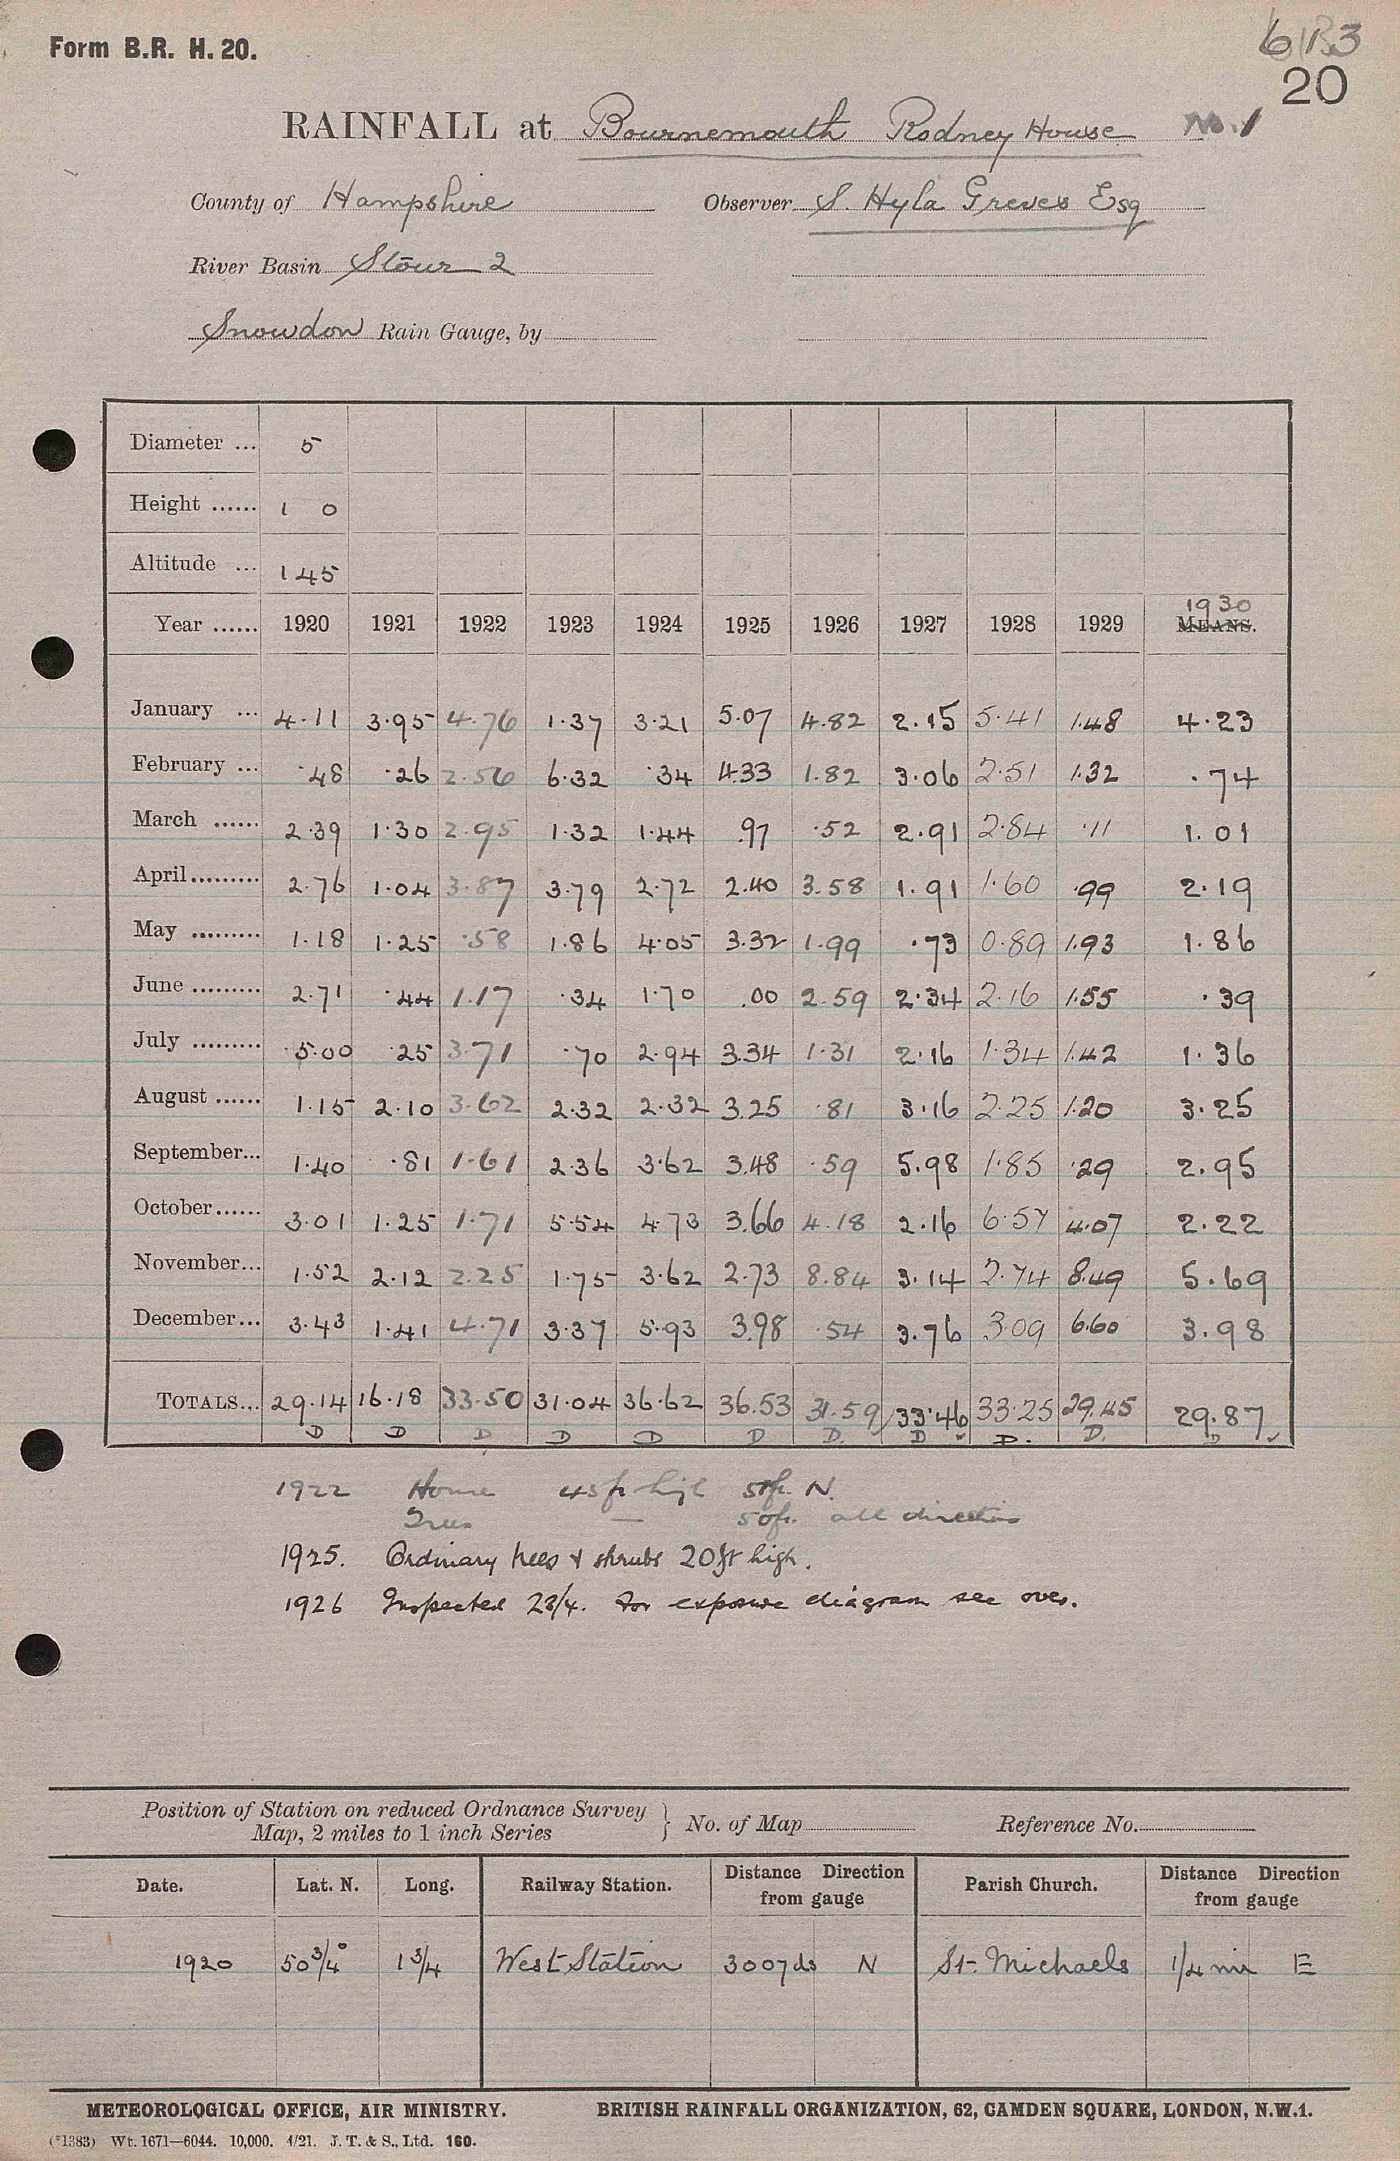 Form B.R. H. 20.
20
RAINFALL at Bournemouth Rodney House No. 1
County of Hampshire Observer S. Hyla Greves Esq
River Basin Stour 2
Snowdon Rain Gauge, by
Diameter ... 5
Height ...... 1 0
Altitude ... 145
1930
Year ...... 1920 1921 1922 1923 1924 1925 1926 1927 1928 1929 MEANS.
January ... 4.11 3.95 4.76 1.37 3.21 5.07 4.82 2.15 5.41 1.48 4.23
February ... .48 .26 2.56 6.32 .34 4.33 1.82 3.06 2.51 1.32 .74
March ...... 2.39 1.30 2.95 1.32 1.44 .97 .52 2.91 2.84 .11 1.01
April ......... 2.76 1.04 3.87 3.79 2.72 2.40 3.58 1.91 1.60 .99 2.19
May ......... 1.18 1.25 .58 1.86 4.05 3.32 1.99 .73 0.89 1.93 1.86
June ......... 2.71 .44 1.17 .34 1.70 .00 2.59 2.34 2.16 1.55 .39
July ......... 5.00 .25 3.71 .70 2.94 3.34 1.31 2.16 1.34 1.42 1.36
August ...... 1.15 2.10 3.62 2.32 2.32 3.25 .81 3.16 2.25 1.20 3.25
September... 1.40 .81 1.61 2.36 3.62 3.48 .59 5.98 1.85 .29 2.95
October...... 3.01 1.25 1.71 5.54 4.73 3.66 4.18 2.16 6.57 4.07 2.22
November... 1.52 2.12 2.25 1.75 3.62 2.73 8.84 3.14 2.74 8.49 5.69
December... 3.43 1.41 4.71 3.37 5.93 3.98 .54 3.76 3.09 6.60 3.98
TOTALS... 29.14 16.18 33.50 31.04 36.62 36.53 31.59 33.46 33.25 29.45 29.87
D D D D D D D. D D. D. D
1922 House 45ft high 50ft. N.
Trees — 50ft. all directions
1925. Ordinary trees & shrubs 20ft high.
1926 Inspected 23/4. For exposure diagram see over.
Position of Station on reduced Ordnance Survey
Map, 2 miles to 1 inch Series } No. of Map Reference No.
Date. Lat. N. Long. Railway Station. Distance Direction from gauge Parish Church. Distance Direction from gauge
1920 50 3/4° 1 3/4 West Station 300yds N St. Michaels 1/4 mi E
METEOROLOGICAL OFFICE, AIR MINISTRY. BRITISH RAINFALL ORGANIZATION, 62, CAMDEN SQUARE, LONDON, N.W.1.
(*1383) Wt. 1671—6044. 10,000. 4/21. J. T. & S., Ltd. 160.